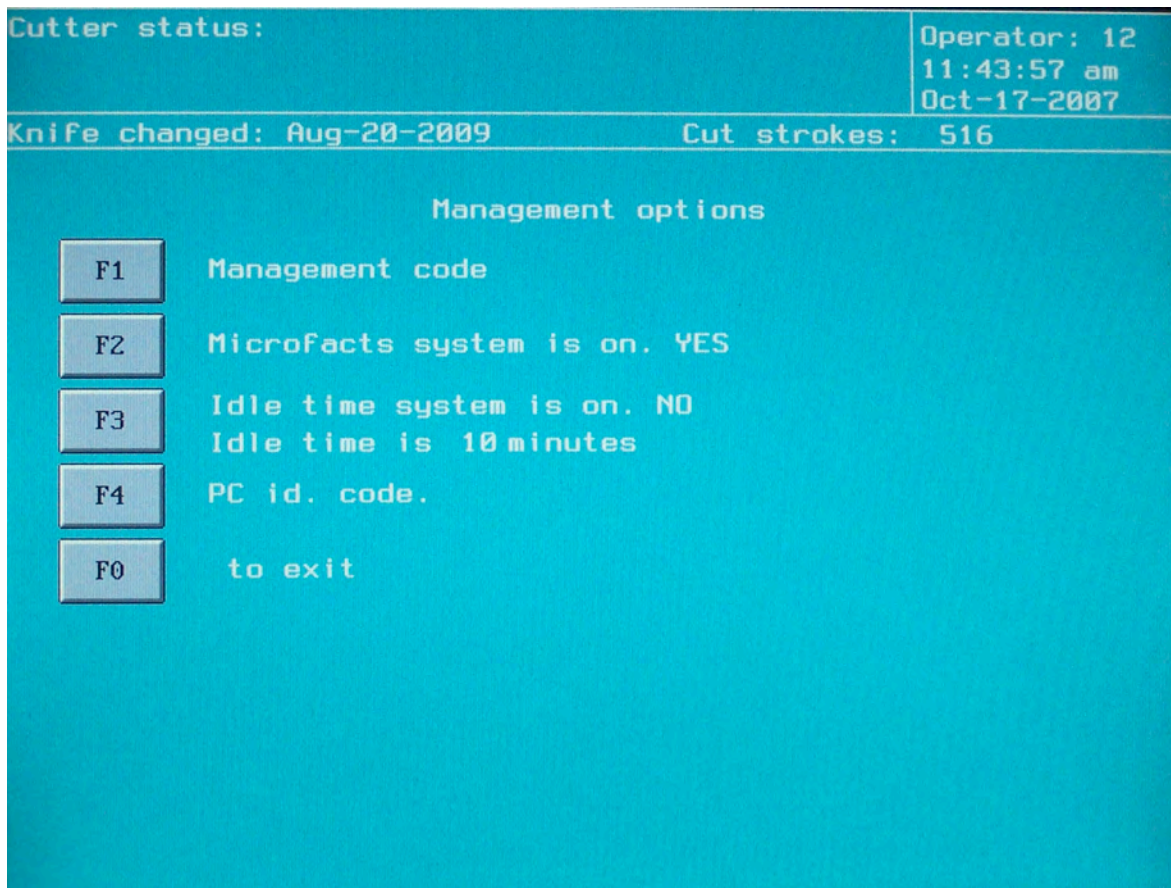 Cutter status:
Operator: 12
11:43:57 am
Oct-17-2007
Knife changed: Aug-20-2009 Cut strokes: 516
Management options
F1 Management code
F2 Microfacts system is on. YES
F3 Idle time system is on. NO
Idle time is 10 minutes
F4 PC id. code.
F0 to exit